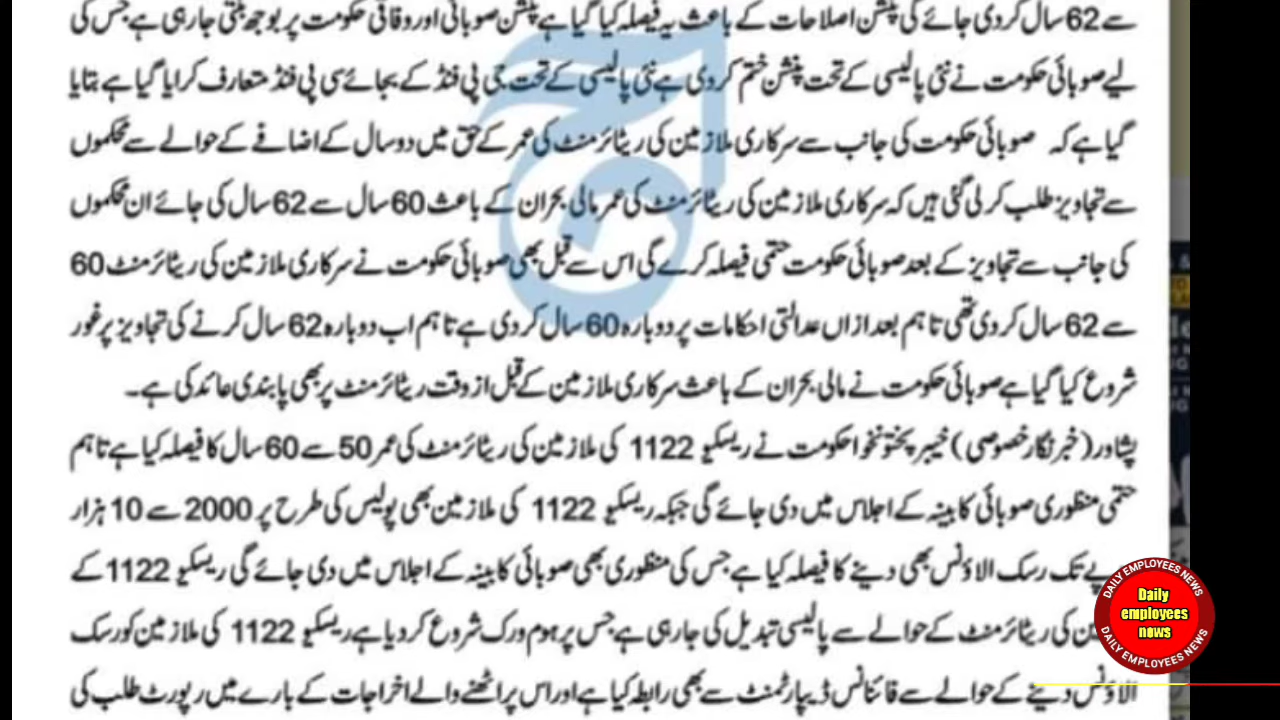 سے 62 سال کردی جائے گی پنشن اصلاحات کے باعث یہ فیصلہ کیا گیا ہے پنشن صوبائی اور وفاقی حکومت پر بوجھ بنتی جارہی ہے جس کی
لیے صوبائی حکومت نے نئی پالیسی کے تحت پنشن ختم کردی ہے نئی پالیسی کے تحت جی پی فنڈ کے بجائے سی پی فنڈ متعارف کرایا گیا ہے بتایا
گیا ہے کہ صوبائی حکومت کی جانب سے سرکاری ملازمین کی ریٹائرمنٹ کی عمر کے حق میں دو سال کے اضافے کے حوالے سے محکموں
سے تجاویز طلب کرلی گئی ہیں کہ سرکاری ملازمین کی ریٹائرمنٹ کی عمر مالی بحران کے باعث 60 سال سے 62 سال کی جائے ان محکموں
کی جانب سے تجاویز کے بعد صوبائی حکومت حتمی فیصلہ کرے گی اس سے قبل بھی صوبائی حکومت نے سرکاری ملازمین کی ریٹائرمنٹ 60
سے 62 سال کردی تھی تاہم بعدازاں عدالتی احکامات پر دوبارہ 60 سال کردی ہے تاہم اب دوبارہ 62 سال کرنے کی تجاویز پر غور
شروع کیا گیا ہے صوبائی حکومت نے مالی بحران کے باعث سرکاری ملازمین کے قبل از وقت ریٹائرمنٹ پر بھی پابندی عائد کی ہے۔
پشاور (خبر نگار خصوصی) خیبر پختونخوا حکومت نے ریسکیو 1122 کی ملازمین کی ریٹائرمنٹ کی عمر 50 سے 60 سال کا فیصلہ کیا ہے تاہم
حتمی منظوری صوبائی کابینہ کے اجلاس میں دی جائے گی جبکہ ریسکیو 1122 کی ملازمین بھی پولیس کی طرح پر 2000 سے 10 ہزار
پے تک رسک الاؤنس بھی دینے کا فیصلہ کیا ہے جس کی منظوری بھی صوبائی کابینہ کے اجلاس میں دی جائے گی ریسکیو 1122 کے
ین کی ریٹائرمنٹ کے حوالے سے پالیسی تبدیل کی جارہی ہے جس پر ہوم ورک شروع کردیا ہے ریسکیو 1122 کی ملازمین کو رسک
الاؤنس دینے کے حوالے سے فنانس ڈیپارٹمنٹ سے بھی رابطہ کیا ہے اور اس پر اٹھنے والے اخراجات کے بارے میں رپورٹ طلب کی
DAILY EMPLOYEES NEWS
Daily
employees
news
DAILY EMPLOYEES NEWS